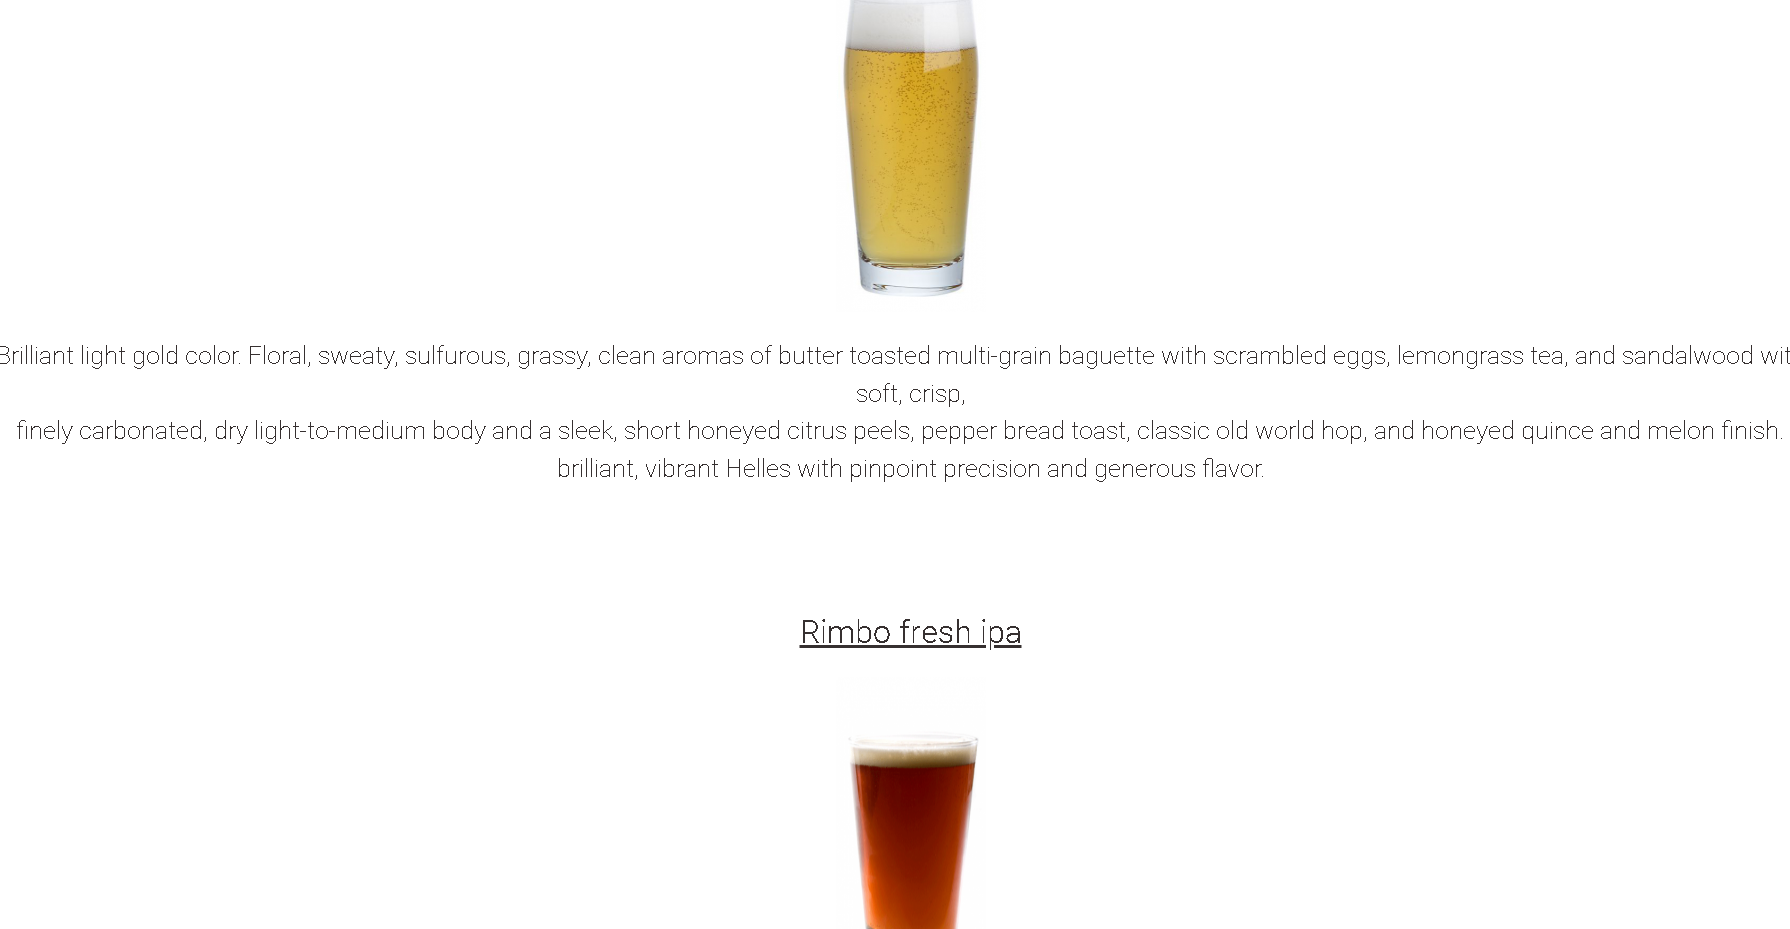 Brilliant light gold color. Floral, sweaty, sulfurous, grassy, clean aromas of butter toasted multi-grain baguette with scrambled eggs, lemongrass tea, and sandalwood wit
soft, crisp,
finely carbonated, dry light-to-medium body and a sleek, short honeyed citrus peels, pepper bread toast, classic old world hop, and honeyed quince and melon finish.
brilliant, vibrant Helles with pinpoint precision and generous flavor.
Rimbo fresh ipa